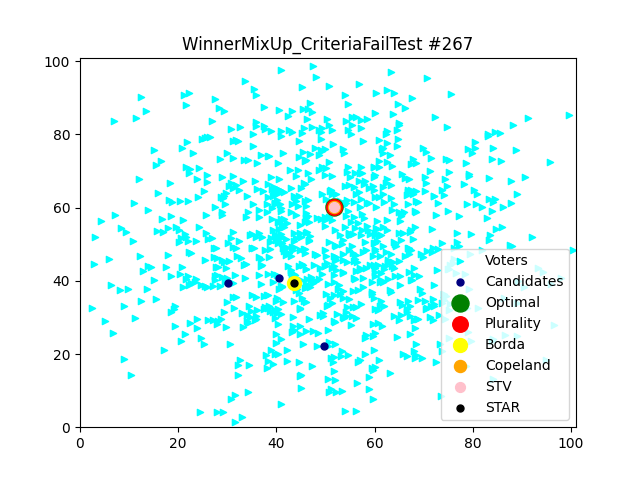 WinnerMixUp_CriteriaFailTest #267
100
80
60
40
20
0
0
20
40
60
80
100
Voters
Candidates
Optimal
Plurality
Borda
Copeland
STV
STAR